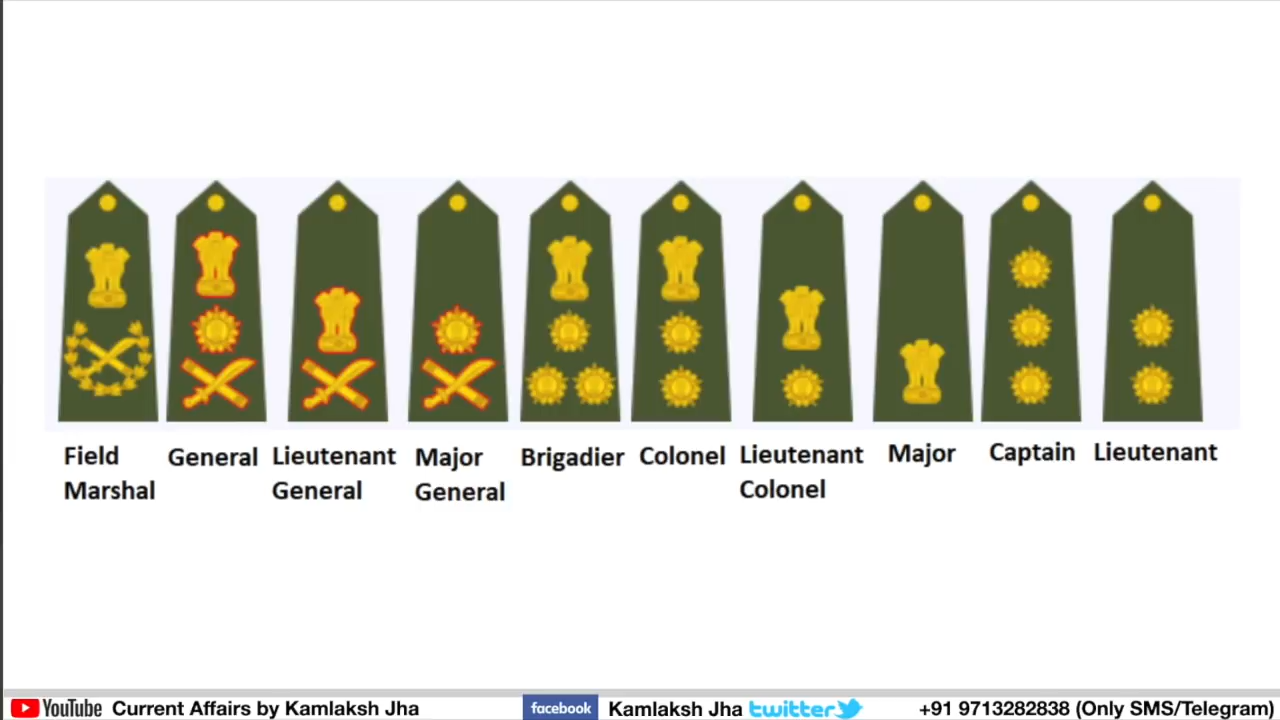 Field Marshal
General
Lieutenant General
Major General
Brigadier
Colonel
Lieutenant Colonel
Major
Captain
Lieutenant
YouTube Current Affairs by Kamlaksh Jha facebook Kamlaksh Jha twitter +91 9713282838 (Only SMS/Telegram)